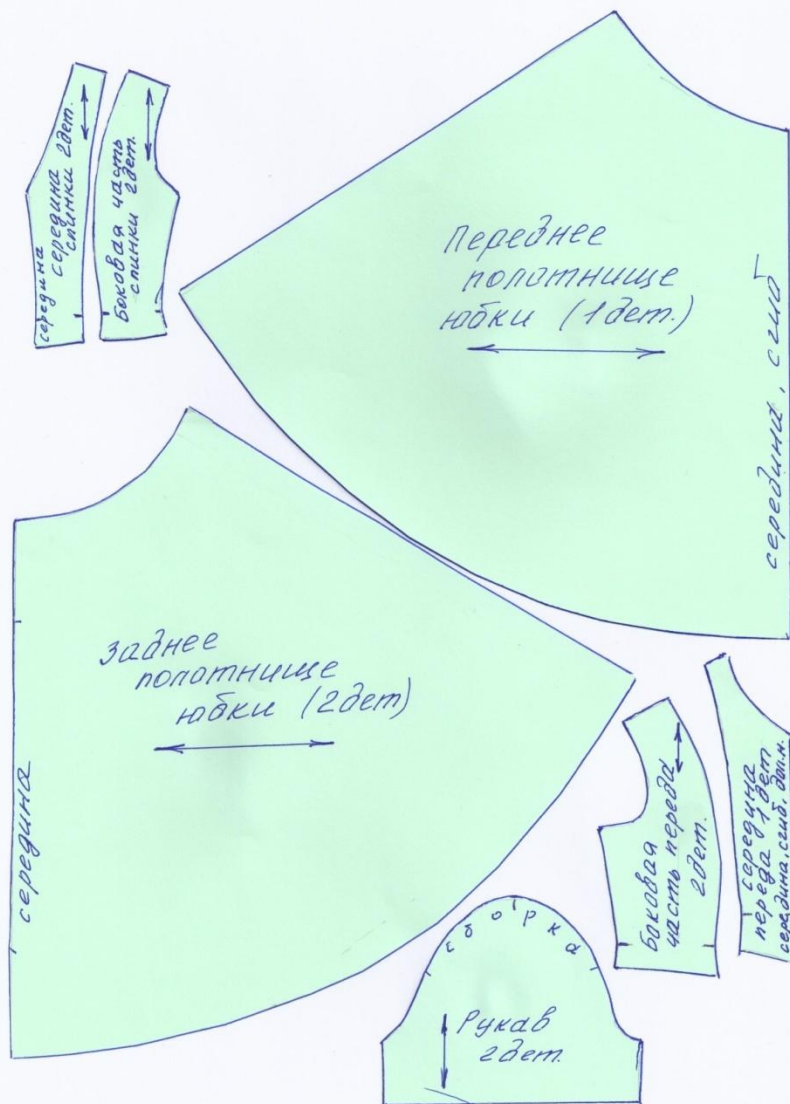 середина
середина
спинки 2дет.
Боковая часть
спинки 2дет.
Переднее
полотнище
юбки (1дет.)
середина, сгиб
Заднее
полотнище
юбки (2дет)
середина
Боковая
часть переда
2дет.
середина
переда 1дет.
середина, сгиб. дол.н.
сборка
Рукав
2дет.